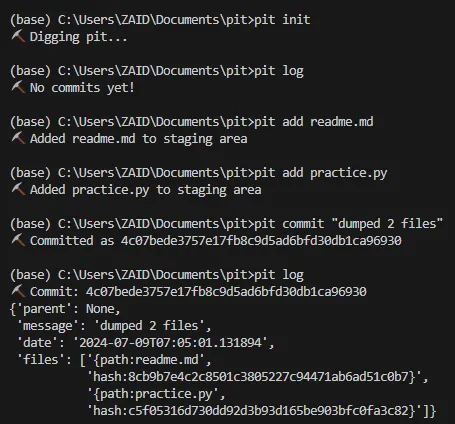 (base) C:\Users\ZAID\Documents\pit>pit init
⛏ Digging pit...
(base) C:\Users\ZAID\Documents\pit>pit log
⛏ No commits yet!
(base) C:\Users\ZAID\Documents\pit>pit add readme.md
⛏ Added readme.md to staging area
(base) C:\Users\ZAID\Documents\pit>pit add practice.py
⛏ Added practice.py to staging area
(base) C:\Users\ZAID\Documents\pit>pit commit "dumped 2 files"
⛏ Committed as 4c07bede3757e17fb8c9d5ad6bfd30db1ca96930
(base) C:\Users\ZAID\Documents\pit>pit log
⛏ Commit: 4c07bede3757e17fb8c9d5ad6bfd30db1ca96930
{'parent': None,
 'message': 'dumped 2 files',
 'date': '2024-07-09T07:05:01.131894',
 'files': ['{path:readme.md',
           'hash:8cb9b7e4c2c8501c3805227c94471ab6ad51c0b7}',
           '{path:practice.py',
           'hash:c5f05316d730dd92d3b93d165be903bfc0fa3c82}']}